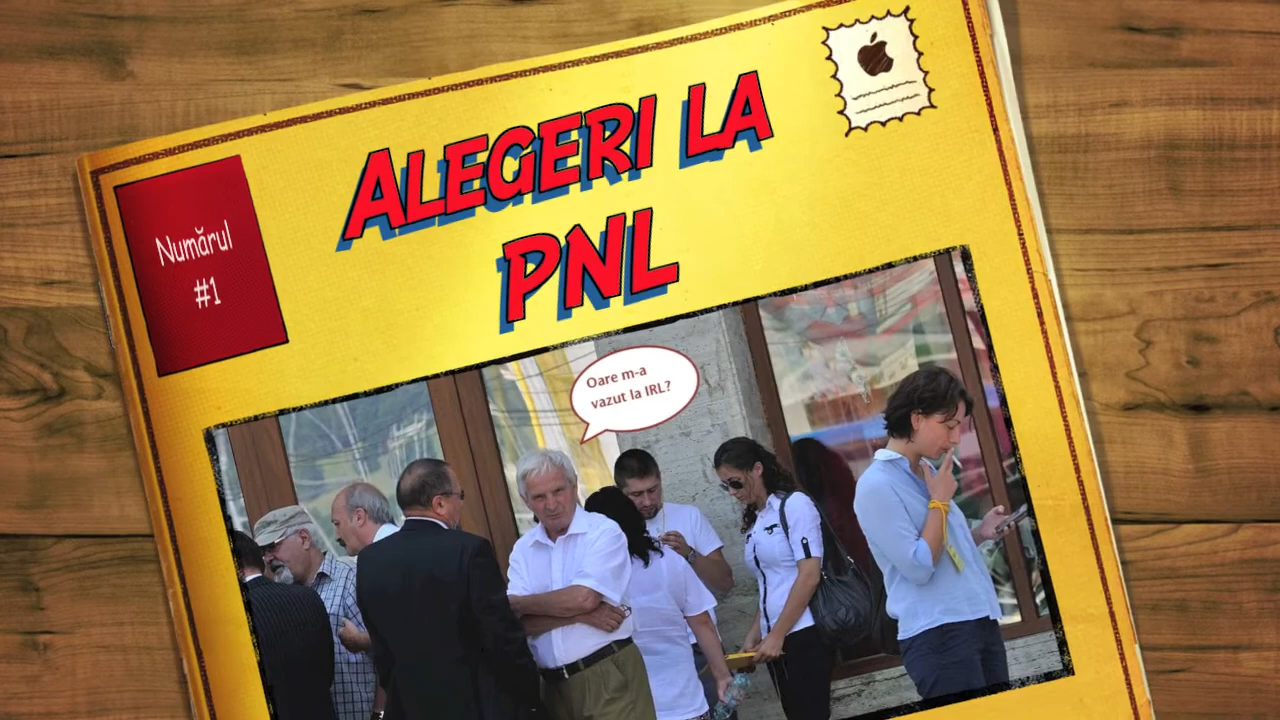 ALEGERI LA
PNL
Numărul
#1
Oare m-a
vazut la IRL?